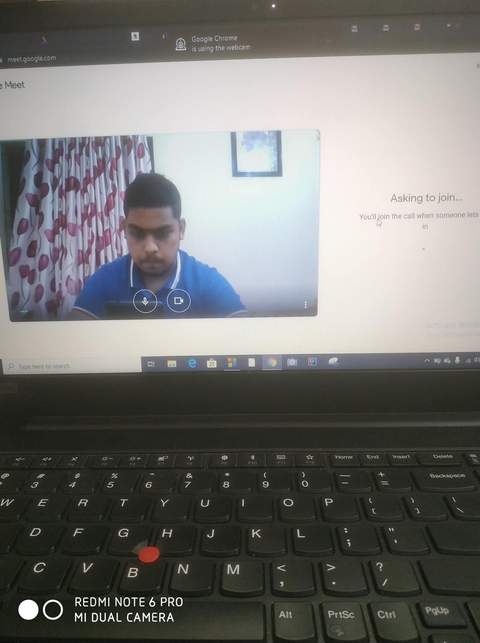 Google Chrome
is using the webcam
meet.google.com
e Meet
Asking to join...
You'll join the call when someone lets
in
Type here to search
Home End Insert Delete
# $ % ^ & * ( ) _ +
3 4 5 6 7 8 9 0 - =
Backspace
W E R T Y U I O P { [ } ]
D F G H J K L : ; " '
C V B N M < , > . ? /
Alt PrtSc Ctrl PgUp
REDMI NOTE 6 PRO
MI DUAL CAMERA